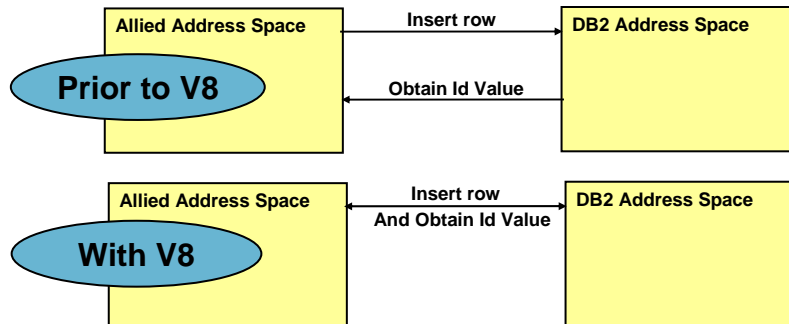 Allied Address Space
Insert row
DB2 Address Space
Prior to V8
Obtain Id Value
Allied Address Space
Insert row
DB2 Address Space
And Obtain Id Value
With V8